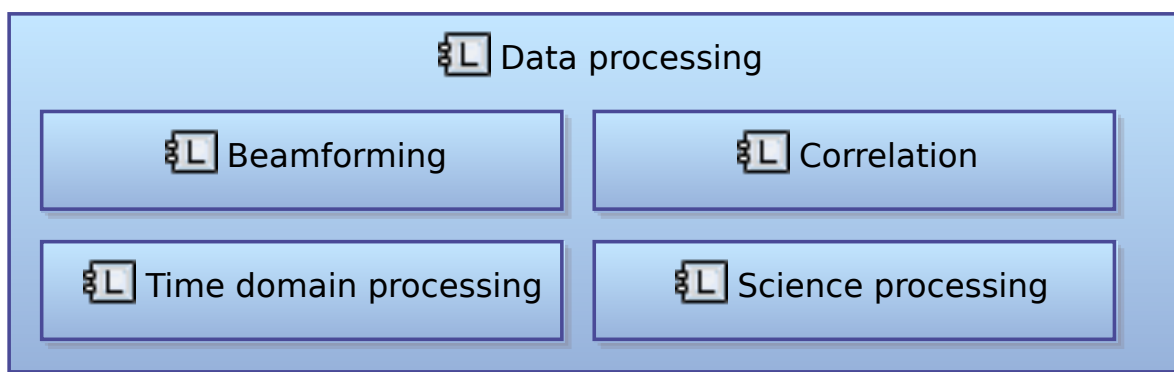 L Data processing
L Beamforming
L Correlation
L Time domain processing
L Science processing